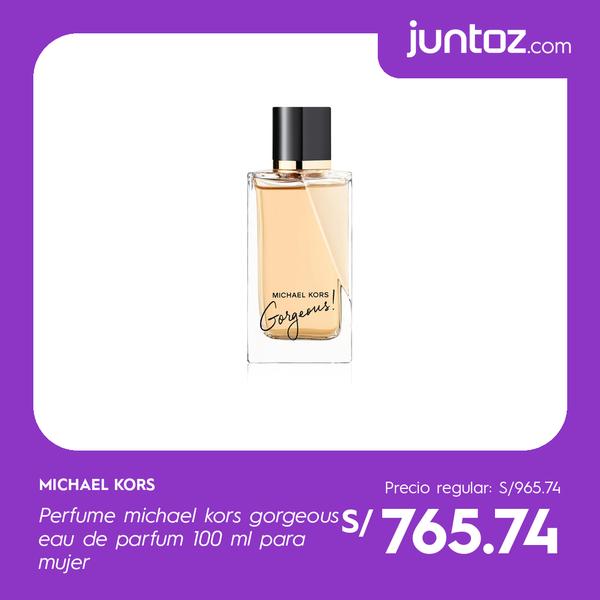 juntoz.com
MICHAEL KORS
Gorgeous!
MICHAEL KORS
Perfume michael kors gorgeous
eau de parfum 100 ml para
mujer
Precio regular: S/965.74
S/ 765.74